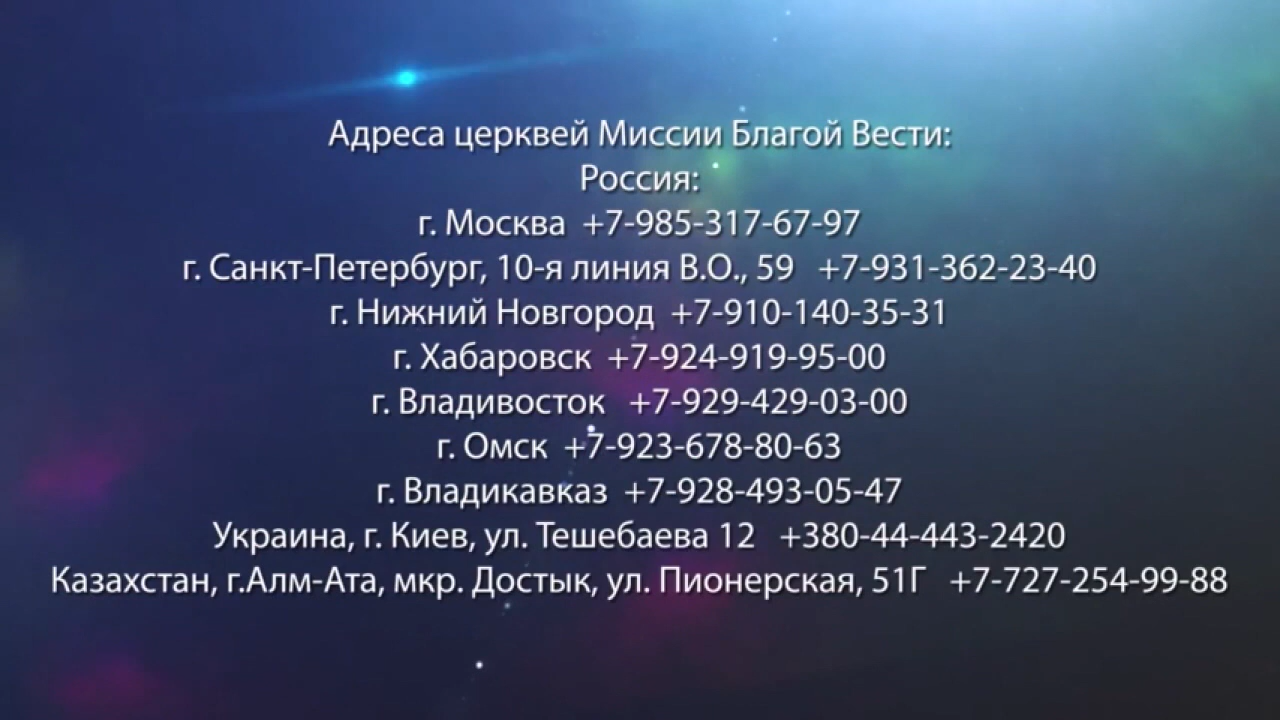 Адреса церквей Миссии Благой Вести:
Россия:
г. Москва +7-985-317-67-97
г. Санкт-Петербург, 10-я линия В.О., 59 +7-931-362-23-40
г. Нижний Новгород +7-910-140-35-31
г. Хабаровск +7-924-919-95-00
г. Владивосток +7-929-429-03-00
г. Омск +7-923-678-80-63
г. Владикавказ +7-928-493-05-47
Украина, г. Киев, ул. Тешебаева 12 +380-44-443-2420
Казахстан, г.Алм-Ата, мкр. Достык, ул. Пионерская, 51Г +7-727-254-99-88